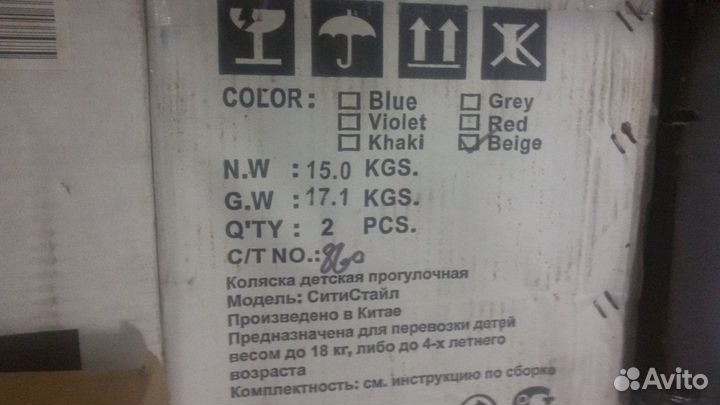 COLOR: Blue Grey
Violet Red
Khaki Beige
N.W : 15.0 KGS.
G.W : 17.1 KGS.
Q'TY : 2 PCS.
C/T NO.: 860
Коляска детская прогулочная
Модель: СитиСтайл
Произведено в Китае
Предназначена для перевозки детей
весом до 18 кг, либо до 4-х летнего
возраста
Комплектность: см. инструкцию по сборке
Avito